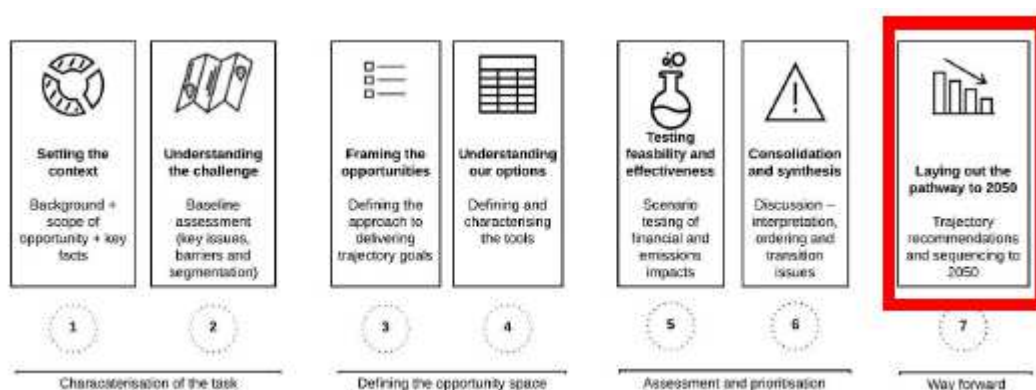 Setting the
context
Background +
scope of
opportunity + key
facts
Understanding
the challenge
Baseline
assessment
(key issues,
barriers and
segmentation)
Framing the
opportunities
Defining the
approach to
delivering
trajectory goals
Understanding
our options
Defining and
characterising
the tools
Testing
feasbility and
effectiveness
Scenario
testing of
financial and
emissions
impacts
Consolidation
and synthesis
Discussion –
interpretation,
ordering and
transition
issues
Laying out the
pathway to 2050
Trajectory
recommendations
and sequencing to
2050
1
2
3
4
5
6
7
Characaterisation of the task
Defining the opportunity space
Assessment and prioritisation
Way forward